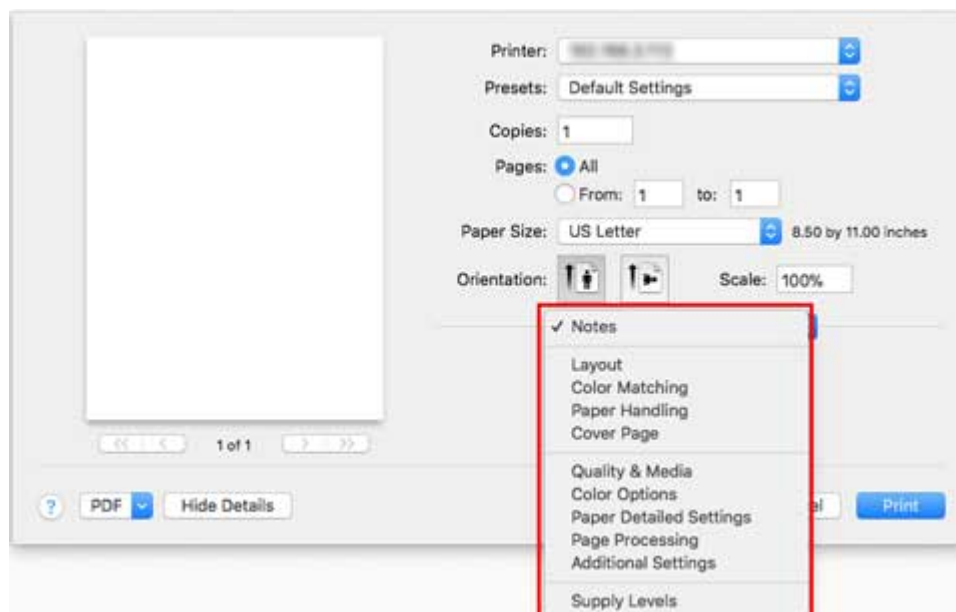 Printer:
Presets: Default Settings
Copies: 1
Pages: All
From: 1 to: 1
Paper Size: US Letter 8.50 by 11.00 inches
Orientation: Scale: 100%
✓ Notes
Layout
Color Matching
Paper Handling
Cover Page
1 of 1
Quality & Media
Color Options
? PDF Hide Details Print
Paper Detailed Settings
Page Processing
Additional Settings
Supply Levels